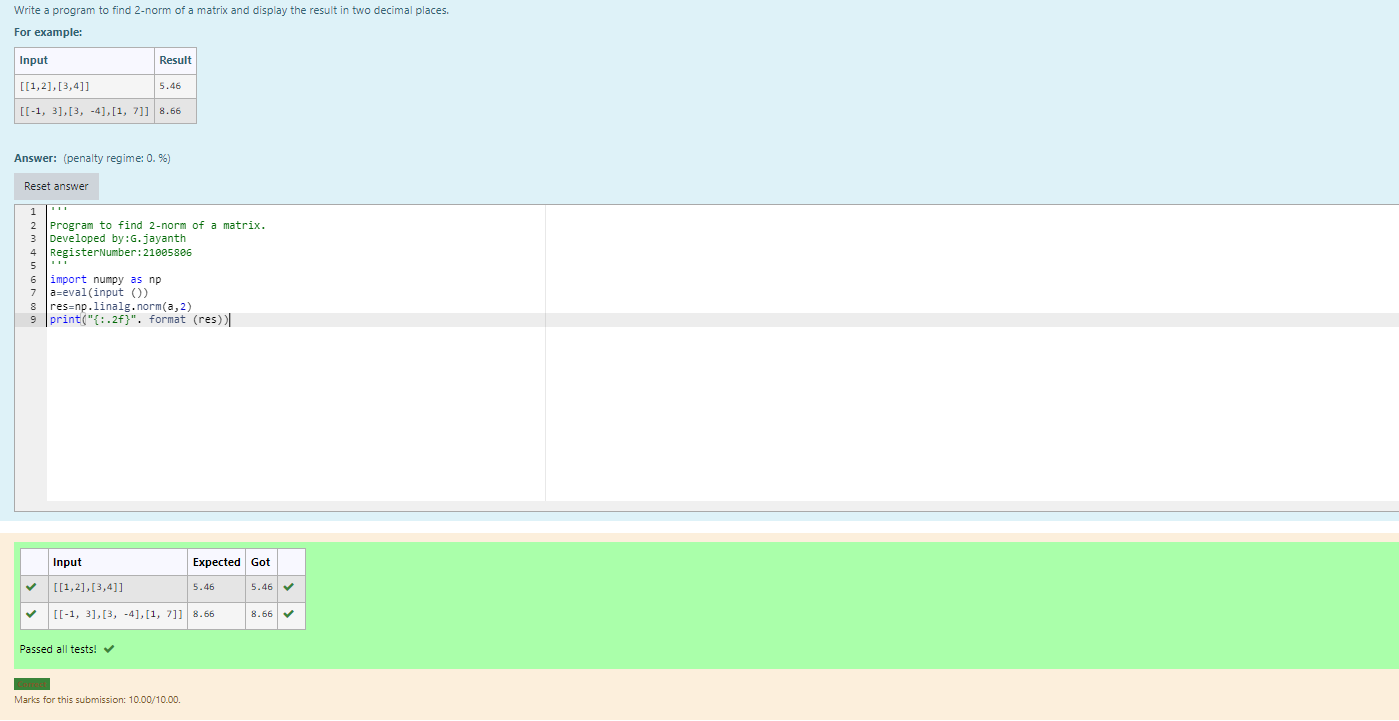 Write a program to find 2-norm of a matrix and display the result in two decimal places.
For example:
Input Result
[[1,2],[3,4]] 5.46
[[-1, 3],[3, -4],[1, 7]] 8.66
Answer: (penalty regime: 0. %)
Reset answer
1 '''
2 Program to find 2-norm of a matrix.
3 Developed by:G.jayanth
4 RegisterNumber:21005806
5 '''
6 import numpy as np
7 a=eval(input ())
8 res=np.linalg.norm(a,2)
9 print("{:.2f}". format (res))
Input Expected Got
[[1,2],[3,4]] 5.46 5.46
[[-1, 3],[3, -4],[1, 7]] 8.66 8.66
Passed all tests!
Marks for this submission: 10.00/10.00.